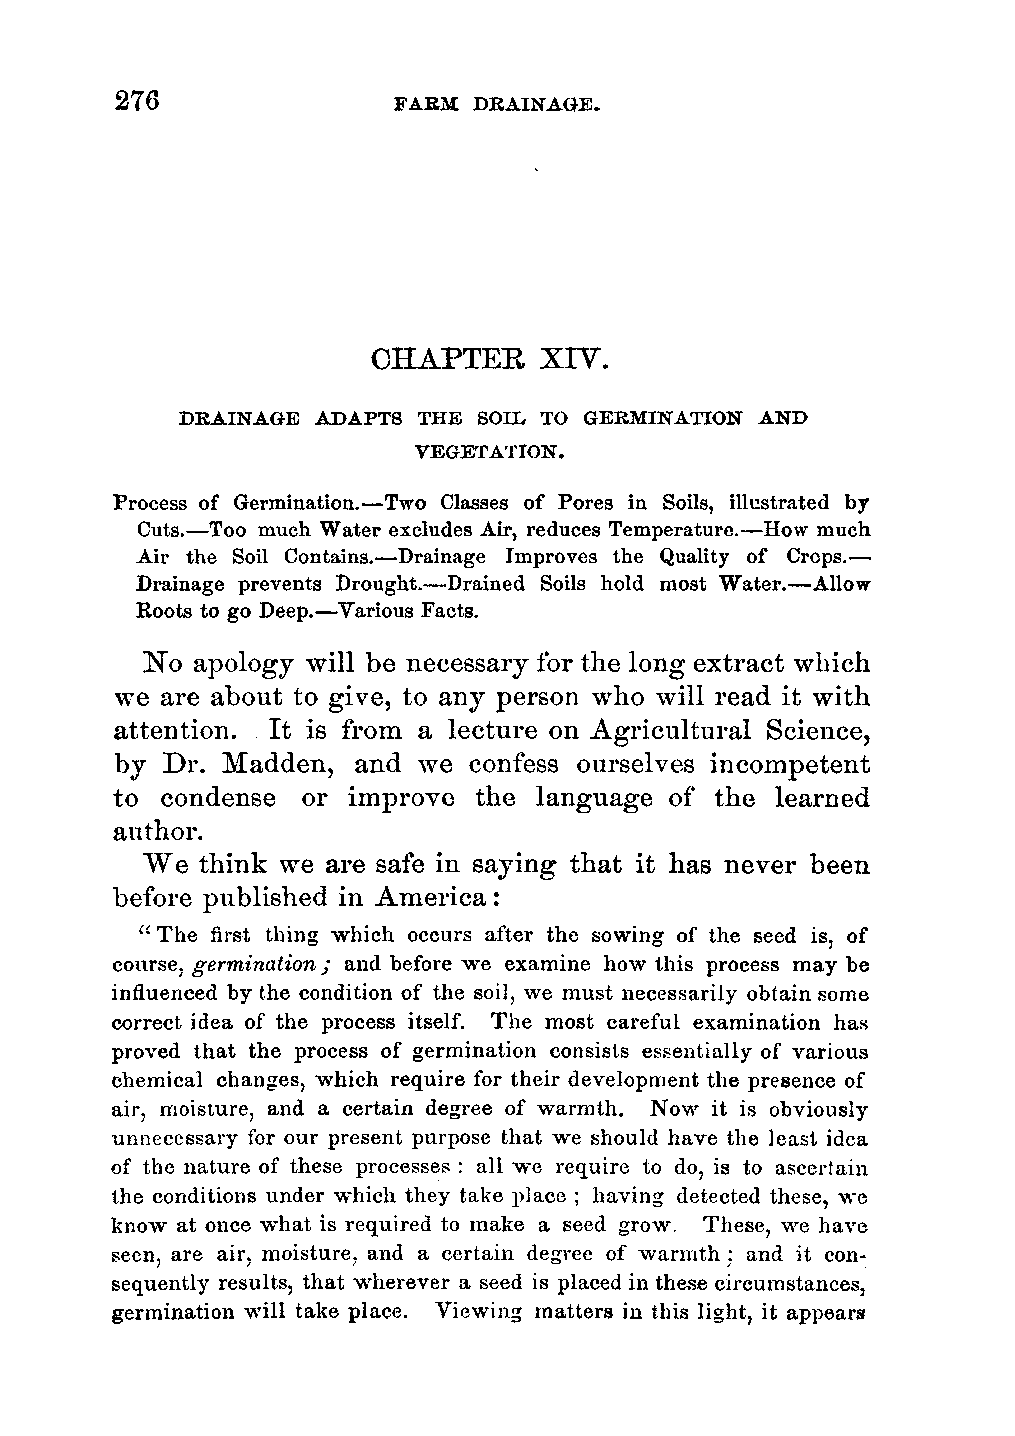 276 FARM DRAINAGE.
CHAPTER XIV.
DRAINAGE ADAPTS THE SOIL TO GERMINATION AND
VEGETATION.
Process of Germination.—Two Classes of Pores in Soils, illustrated by
Cuts.—Too much Water excludes Air, reduces Temperature.—How much
Air the Soil Contains.—Drainage Improves the Quality of Crops.—
Drainage prevents Drought.—Drained Soils hold most Water.—Allow
Roots to go Deep.—Various Facts.
No apology will be necessary for the long extract which
we are about to give, to any person who will read it with
attention. It is from a lecture on Agricultural Science,
by Dr. Madden, and we confess ourselves incompetent
to condense or improve the language of the learned
author.
We think we are safe in saying that it has never been
before published in America:
“The first thing which occurs after the sowing of the seed is, of
course, germination; and before we examine how this process may be
influenced by the condition of the soil, we must necessarily obtain some
correct idea of the process itself. The most careful examination has
proved that the process of germination consists essentially of various
chemical changes, which require for their development the presence of
air, moisture, and a certain degree of warmth. Now it is obviously
unnecessary for our present purpose that we should have the least idea
of the nature of these processes: all we require to do, is to ascertain
the conditions under which they take place; having detected these, we
know at once what is required to make a seed grow. These, we have
seen, are air, moisture, and a certain degree of warmth; and it con-
sequently results, that wherever a seed is placed in these circumstances,
germination will take place. Viewing matters in this light, it appears